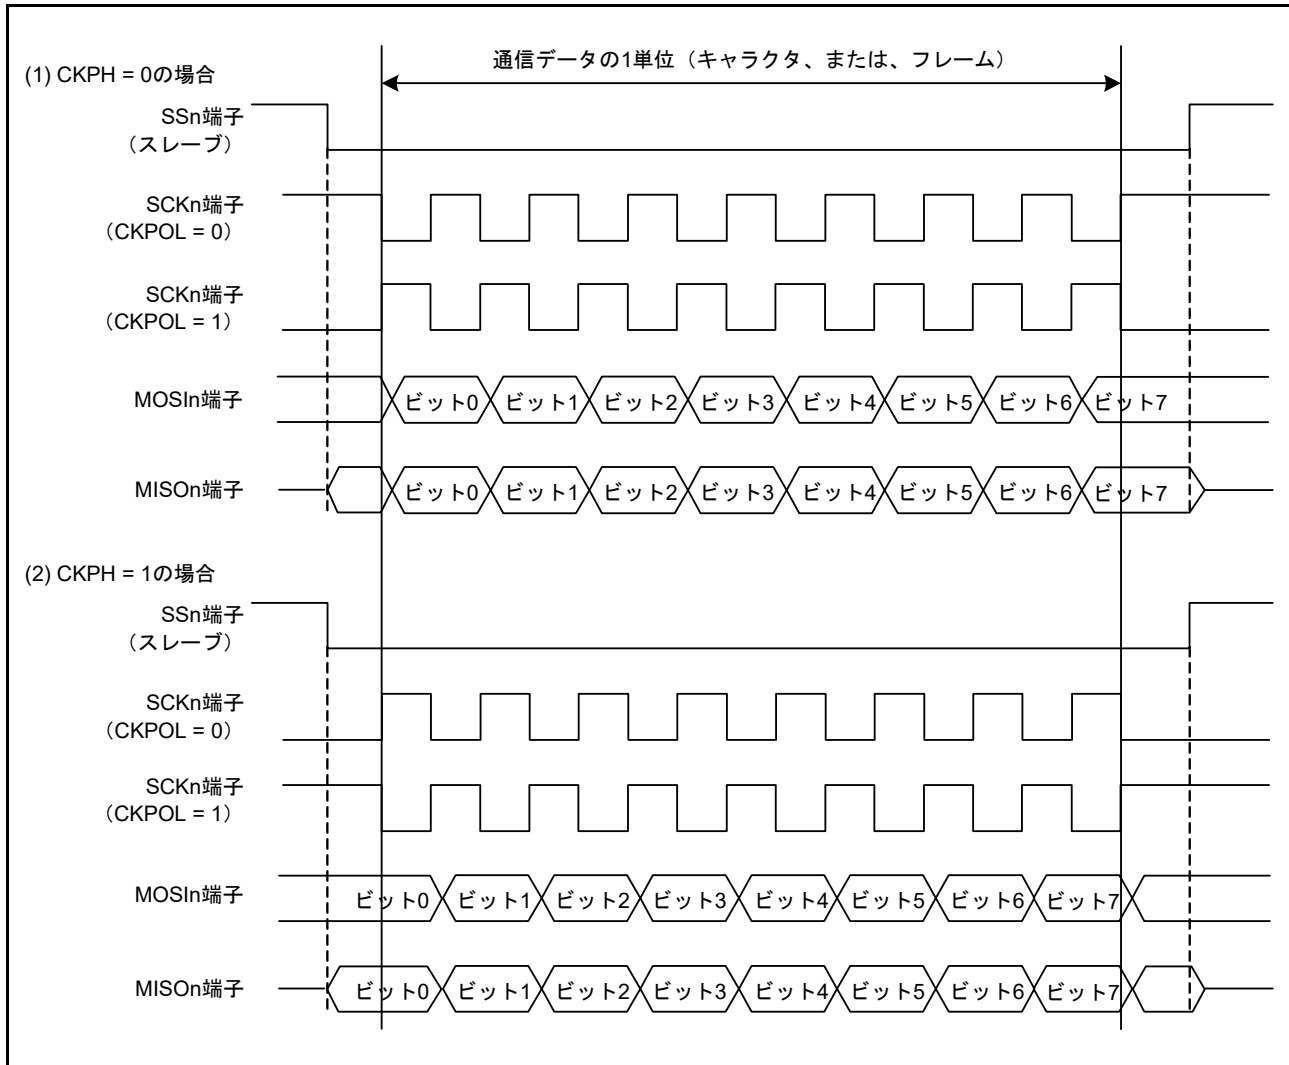 通信データの1単位（キャラクタ、または、フレーム）
(1) CKPH = 0の場合
SSn端子
（スレーブ）
SCKn端子
（CKPOL = 0）
SCKn端子
（CKPOL = 1）
MOSIn端子 ビット0 ビット1 ビット2 ビット3 ビット4 ビット5 ビット6 ビット7
MISOn端子 ビット0 ビット1 ビット2 ビット3 ビット4 ビット5 ビット6 ビット7
(2) CKPH = 1の場合
SSn端子
（スレーブ）
SCKn端子
（CKPOL = 0）
SCKn端子
（CKPOL = 1）
MOSIn端子 ビット0 ビット1 ビット2 ビット3 ビット4 ビット5 ビット6 ビット7
MISOn端子 ビット0 ビット1 ビット2 ビット3 ビット4 ビット5 ビット6 ビット7